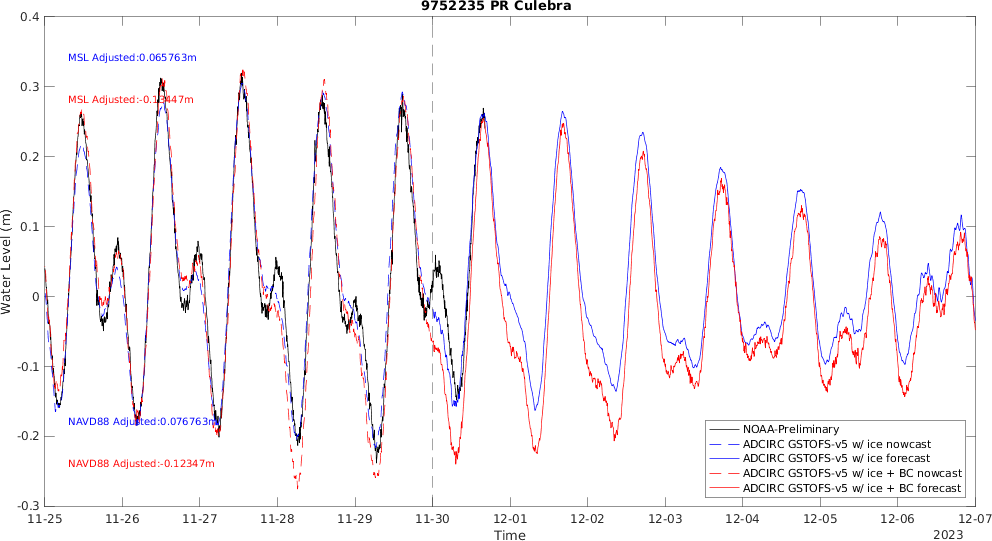 9752235 PR Culebra
0.4
0.3
0.2
0.1
0
-0.1
-0.2
-0.3
Water Level (m)
MSL Adjusted:0.065763m
MSL Adjusted:-0.13447m
NAVD88 Adjusted:0.076763m
NAVD88 Adjusted:-0.12347m
NOAA-Preliminary
ADCIRC GSTOFS-v5 w/ ice nowcast
ADCIRC GSTOFS-v5 w/ ice forecast
ADCIRC GSTOFS-v5 w/ ice + BC nowcast
ADCIRC GSTOFS-v5 w/ ice + BC forecast
11-25 11-26 11-27 11-28 11-29 11-30 12-01 12-02 12-03 12-04 12-05 12-06 12-07
Time
2023